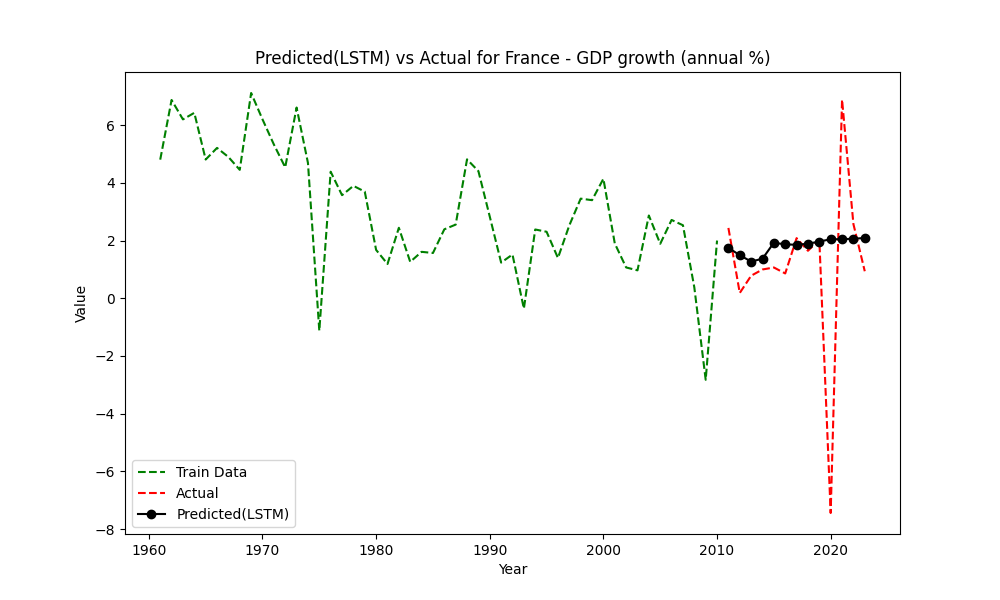 Predicted(LSTM) vs Actual for France - GDP growth (annual %)
Value
6
4
2
0
−2
−4
−6
−8
Train Data
Actual
Predicted(LSTM)
1960 1970 1980 1990 2000 2010 2020
Year